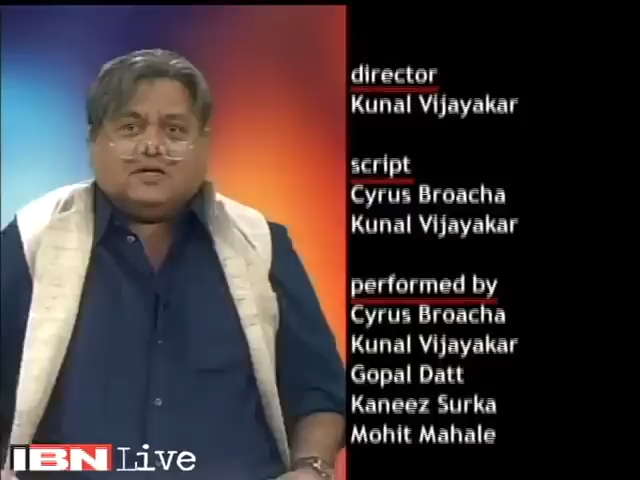 director
Kunal Vijayakar
script
Cyrus Broacha
Kunal Vijayakar
performed by
Cyrus Broacha
Kunal Vijayakar
Gopal Datt
Kaneez Surka
Mohit Mahale
IBN Live